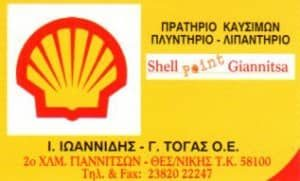 ΠΡΑΤΗΡΙΟ ΚΑΥΣΙΜΩΝ
ΠΛΥΝΤΗΡΙΟ - ΛΙΠΑΝΤΗΡΙΟ
Shell point Giannitsa
Ι. ΙΩΑΝΝΙΔΗΣ - Γ. ΤΟΓΑΣ Ο.Ε.
2ο ΧΛΜ. ΓΙΑΝΝΙΤΣΩΝ - ΘΕΣ/ΝΙΚΗΣ Τ.Κ. 58100
Τηλ. & Fax: 23820 22247